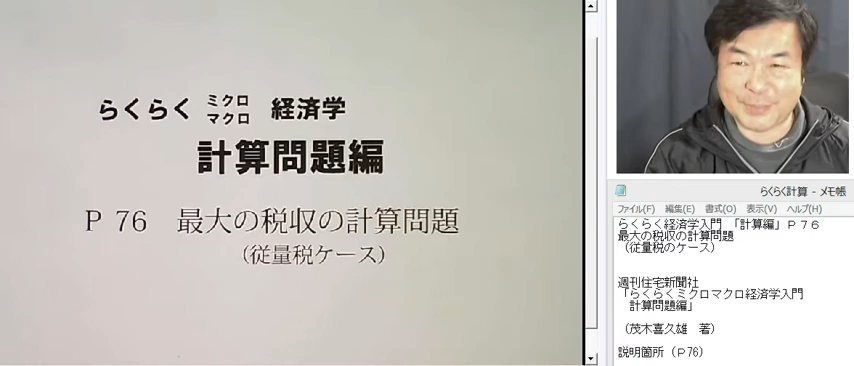 らくらく ミクロ マクロ 経済学
計算問題編
P 76 最大の税収の計算問題
(従量税ケース)
らくらく計算 - メモ帳
ファイル(F) 編集(E) 書式(O) 表示(V) ヘルプ(H)
らくらく経済学入門 「計算編」P76
最大の税収の計算問題
(従量税のケース)
週刊住宅新聞社
「らくらくミクロマクロ経済学入門
計算問題編」
(茂木喜久雄 著)
説明箇所(P76)